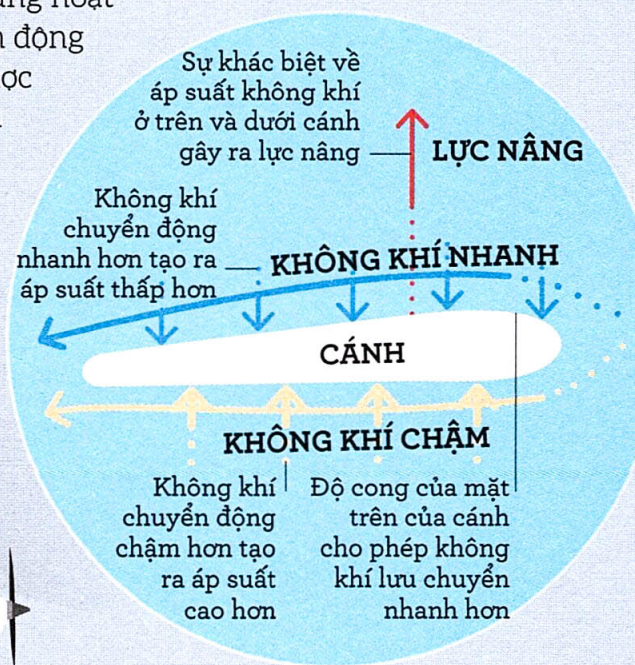 hoạt
động
Sự khác biệt về
áp suất không khí
ở trên và dưới cánh
gây ra lực nâng
LỰC NÂNG
Không khí
chuyển động
nhanh hơn tạo ra
áp suất thấp hơn
KHÔNG KHÍ NHANH
CÁNH
KHÔNG KHÍ CHẬM
Không khí
chuyển động
chậm hơn tạo
ra áp suất
cao hơn
Độ cong của mặt
trên của cánh
cho phép không
khí lưu chuyển
nhanh hơn